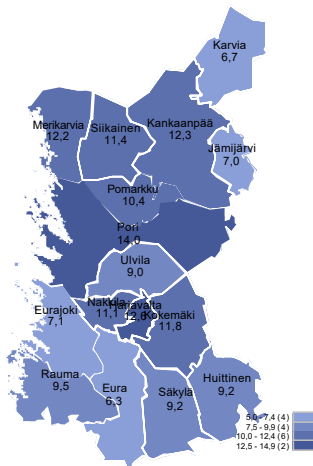 Karvia
6,7
Merikarvia
12,2
Siikainen
11,4
Kankaanpää
12,3
Jämijärvi
7,0
Pomarkku
10,4
Pori
14,0
Ulvila
9,0
Eurajoki
7,1
Nakkila
11,1
Harjavalta
12,6
Kokemäki
11,8
Rauma
9,5
Eura
6,3
Säkylä
9,2
Huittinen
9,2
5,0 - 7,4 (4)
7,5 - 9,9 (4)
10,0 - 12,4 (6)
12,5 - 14,9 (2)